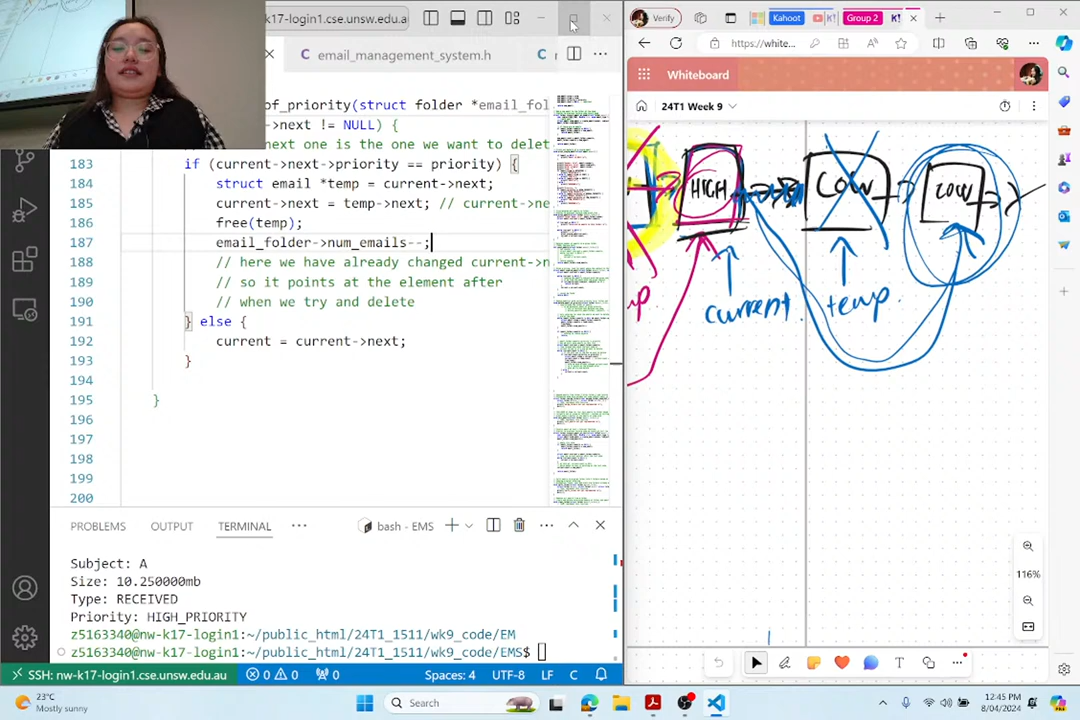 k17-login1.cse.unsw.edu.a
C email_management_system.h
C
of_priority(struct folder *email_fol
>next != NULL) {
next one is the one we want to delet
183 if (current->next->priority == priority) {
184 struct email *temp = current->next;
185 current->next = temp->next; // current->ne
186 free(temp);
187 email_folder->num_emails--;
188 // here we have already changed current->n
189 // so it points at the element after
190 // when we try and delete
191 } else {
192 current = current->next;
193 }
194
195 }
196
197
198
199
200
PROBLEMS OUTPUT TERMINAL ...
bash - EMS
Subject: A
Size: 10.250000mb
Type: RECEIVED
Priority: HIGH_PRIORITY
z5163340@nw-k17-login1:~/public_html/24T1_1511/wk9_code/EM
z5163340@nw-k17-login1:~/public_html/24T1_1511/wk9_code/EMS$
SSH: nw-k17-login1.cse.unsw.edu.au 0 0 0 Spaces: 4 UTF-8 LF C
Verify Kahoot K! Group 2 K!
https://white...
Whiteboard
24T1 Week 9
HIGH LOW LOW
current temp.
116%
23°C
Mostly sunny
Search
12:45 PM
8/04/2024